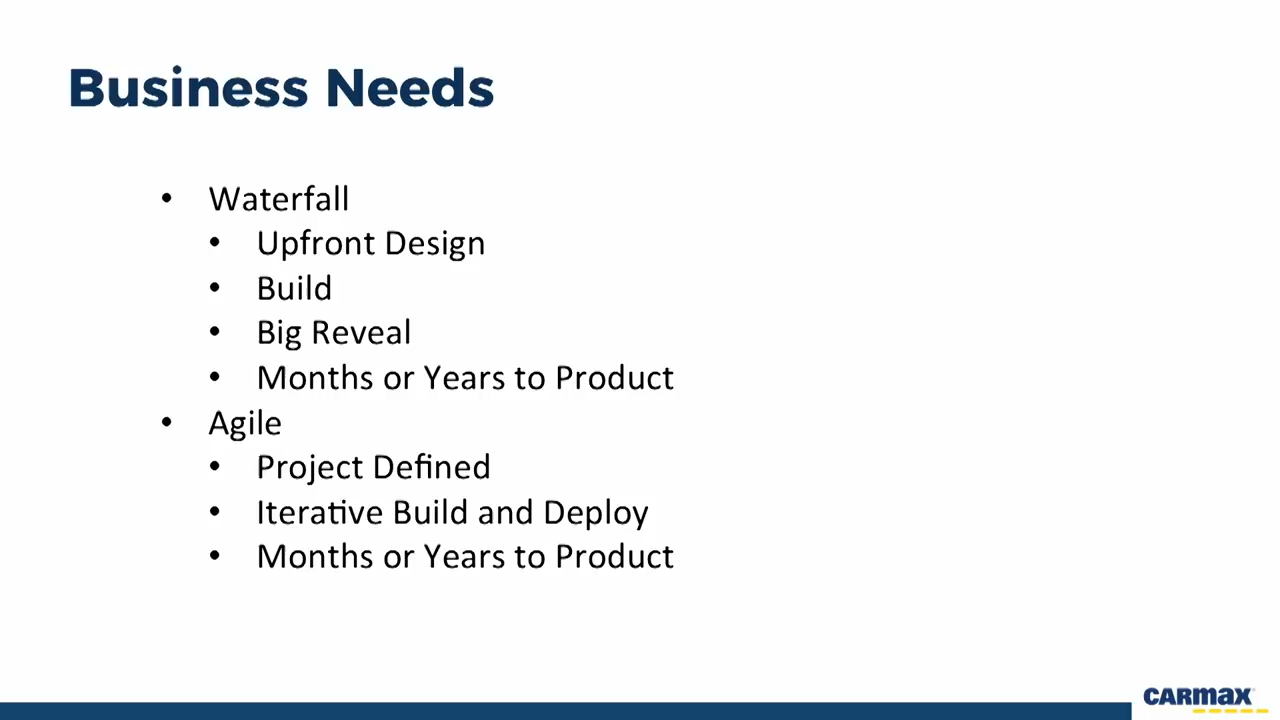 Business Needs
• Waterfall
• Upfront Design
• Build
• Big Reveal
• Months or Years to Product
• Agile
• Project Defined
• Iterative Build and Deploy
• Months or Years to Product
CARMAX